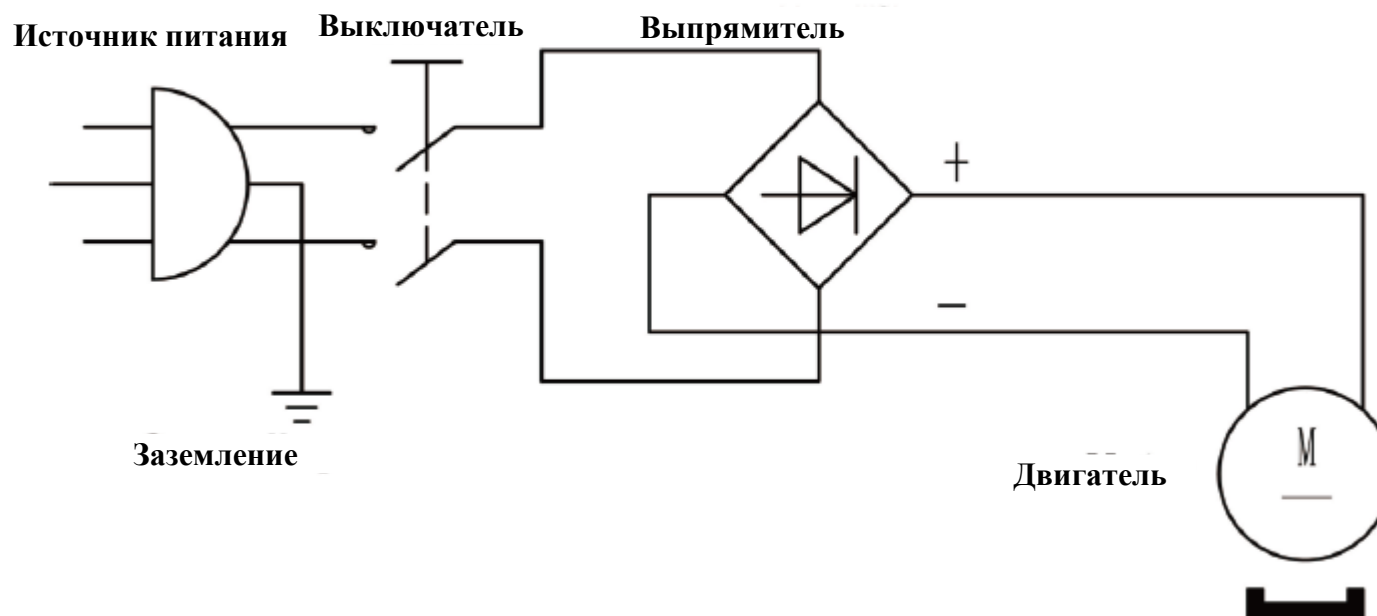 Источник питания
Выключатель
Выпрямитель
+
−
Заземление
Двигатель
M